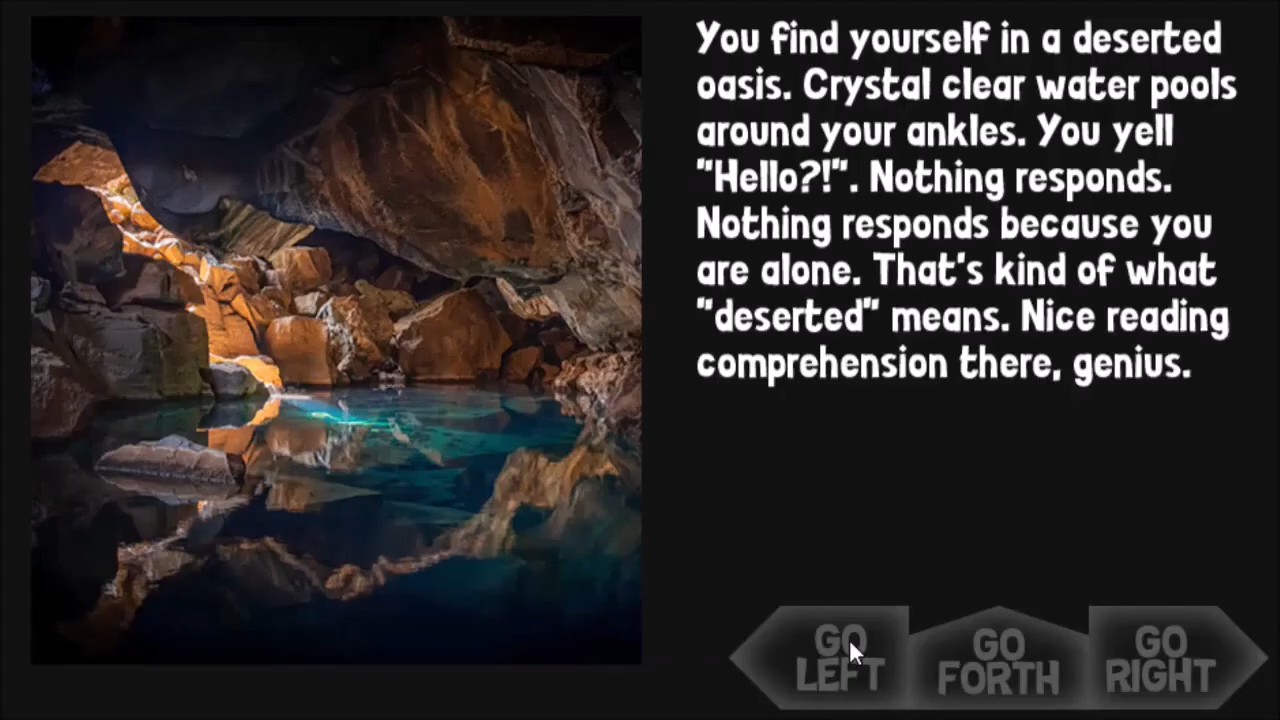 You find yourself in a deserted
oasis. Crystal clear water pools
around your ankles. You yell
"Hello?!". Nothing responds.
Nothing responds because you
are alone. That's kind of what
"deserted" means. Nice reading
comprehension there, genius.
GO
LEFT
GO
FORTH
GO
RIGHT